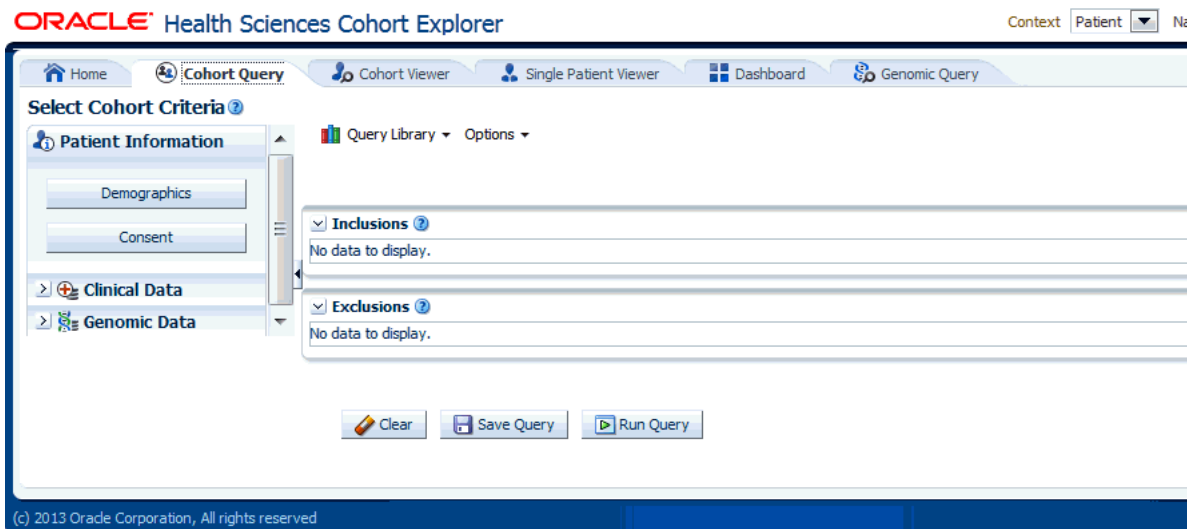 ORACLE Health Sciences Cohort Explorer
Context Patient Na
Home Cohort Query Cohort Viewer Single Patient Viewer Dashboard Genomic Query
Select Cohort Criteria
Patient Information
Query Library Options
Demographics
Consent
Inclusions
No data to display.
Clinical Data
Exclusions
Genomic Data
No data to display.
Clear Save Query Run Query
(c) 2013 Oracle Corporation, All rights reserved